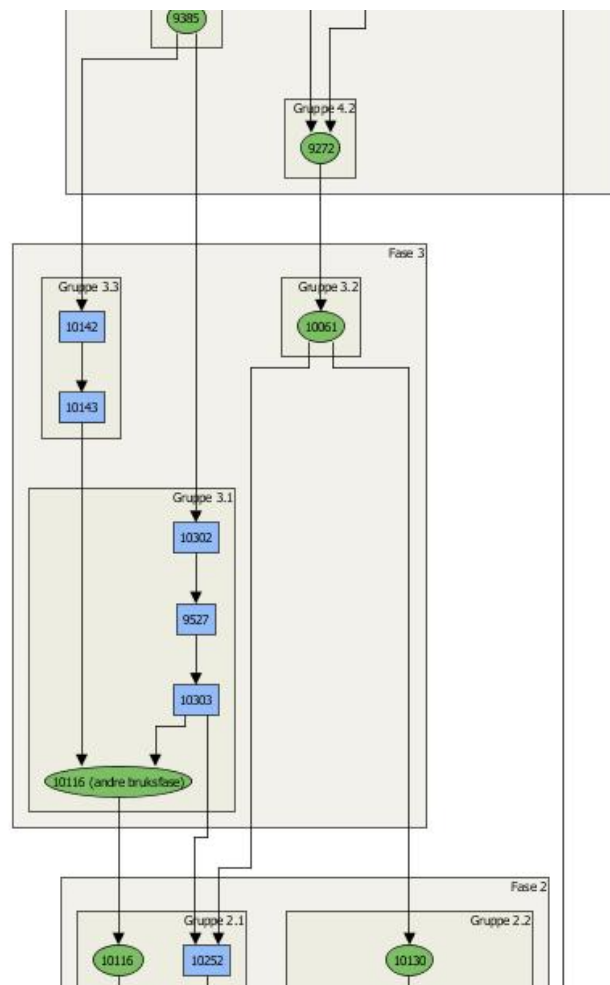 9385
Gruppe 4.2
9272
Fase 3
Gruppe 3.3
Gruppe 3.2
10142
10061
10143
Gruppe 3.1
10302
9527
10303
10116 (andre bruksfase)
Fase 2
Gruppe 2.1
Gruppe 2.2
10116
10252
10130